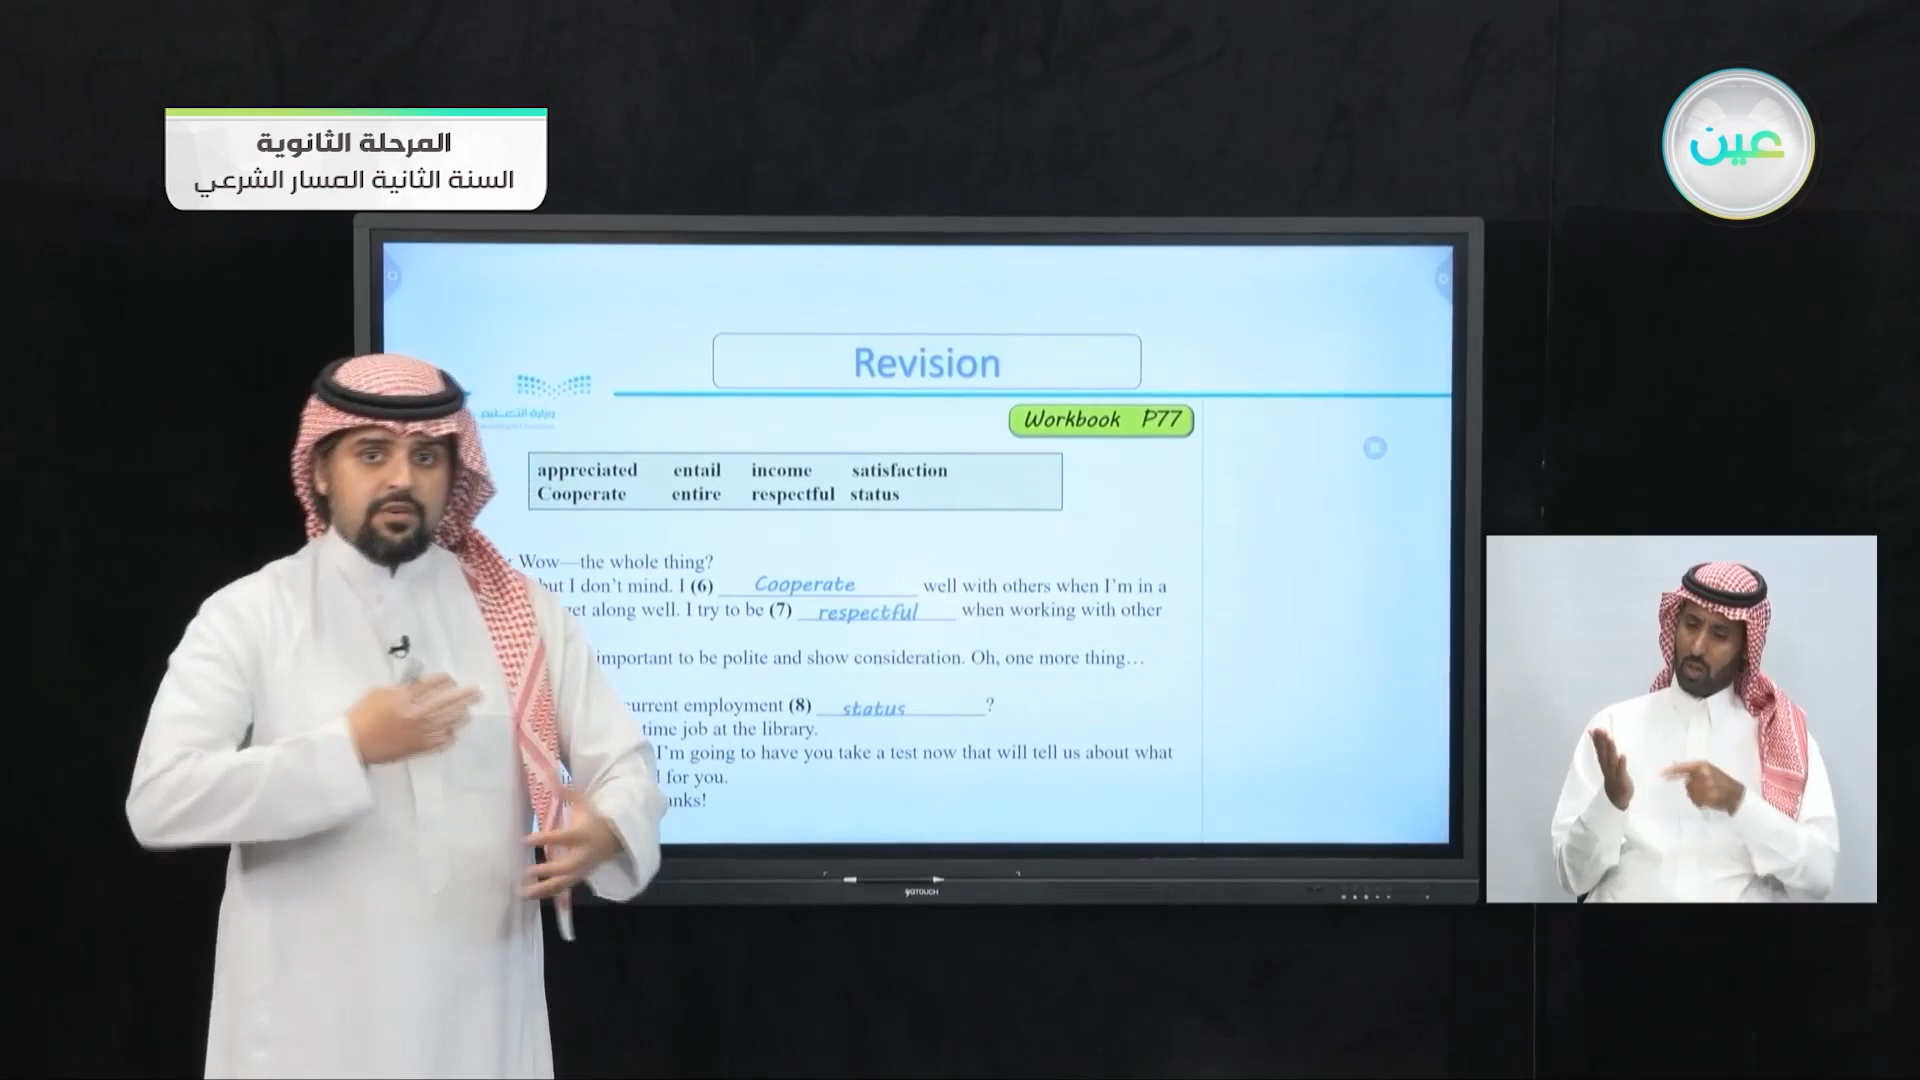 المرحلة الثانوية
السنة الثانية المسار الشرعي
عين
Revision
وزارة التعليم
Workbook P77
appreciated entail income satisfaction
Cooperate entire respectful status
Wow—the whole thing?
but I don't mind. I (6) Cooperate well with others when I'm in a
get along well. I try to be (7) respectful when working with other
important to be polite and show consideration. Oh, one more thing…
current employment (8) status ?
time job at the library.
I'm going to have you take a test now that will tell us about what
for you.
anks!